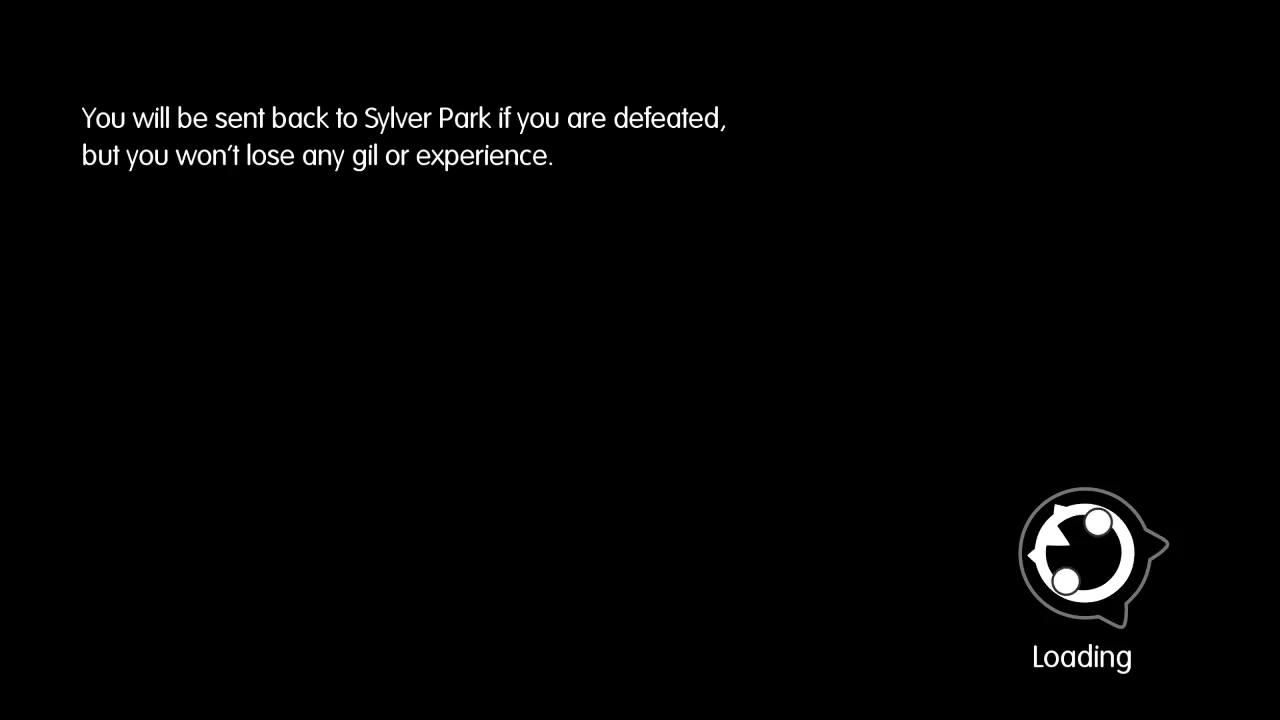 You will be sent back to Sylver Park if you are defeated,
but you won't lose any gil or experience.
Loading